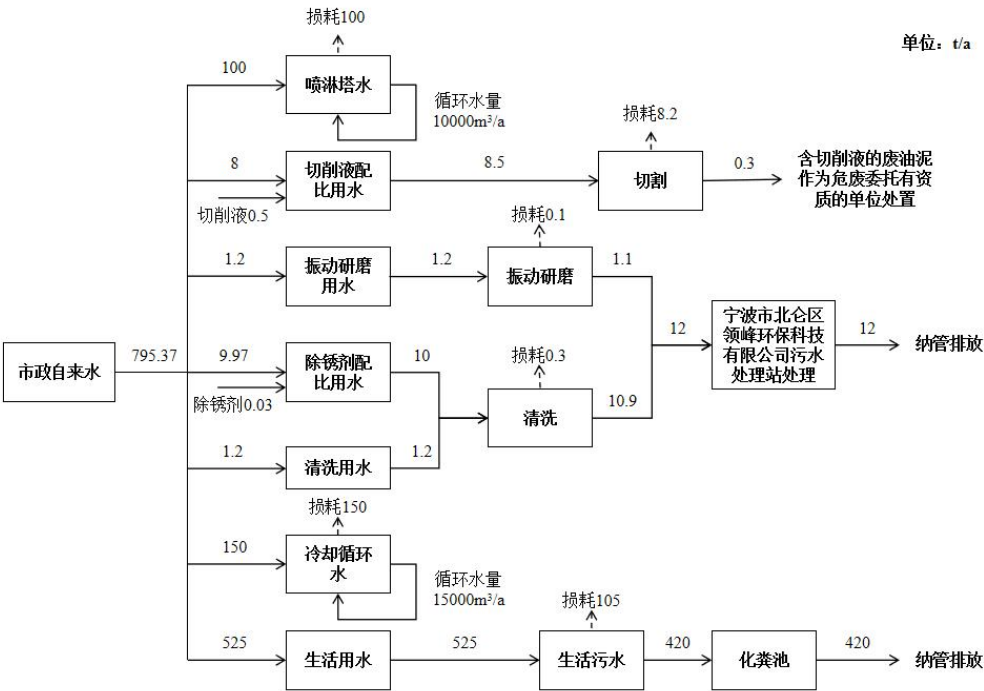 损耗100
单位：t/a
100
喷淋塔水
循环水量
10000m³/a
损耗8.2
8
切削液配
比用水
8.5
切割
0.3
含切削液的废油泥
作为危废委托有资
质的单位处置
切削液0.5
损耗0.1
1.2
振动研磨
用水
1.2
振动研磨
1.1
市政自来水
795.37
9.97
除锈剂配
比用水
10
除锈剂0.03
损耗0.3
清洗
10.9
12
宁波市北仑区
领峰环保科技
有限公司污水
处理站处理
12
纳管排放
1.2
清洗用水
1.2
损耗150
150
冷却循环
水
循环水量
15000m³/a
损耗105
525
生活用水
525
生活污水
420
化粪池
420
纳管排放